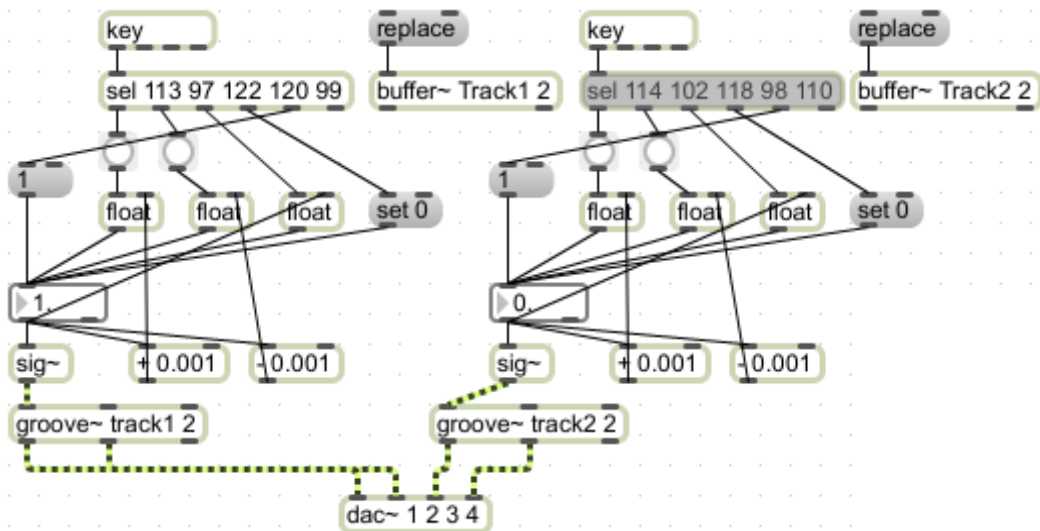 key
replace
key
replace
sel 113 97 122 120 99
buffer~ Track1 2
sel 114 102 118 98 110
buffer~ Track2 2
1
1
float
float
float
set 0
float
float
float
set 0
1.
0.
sig~
+ 0.001
- 0.001
sig~
+ 0.001
- 0.001
groove~ track1 2
groove~ track2 2
dac~ 1 2 3 4